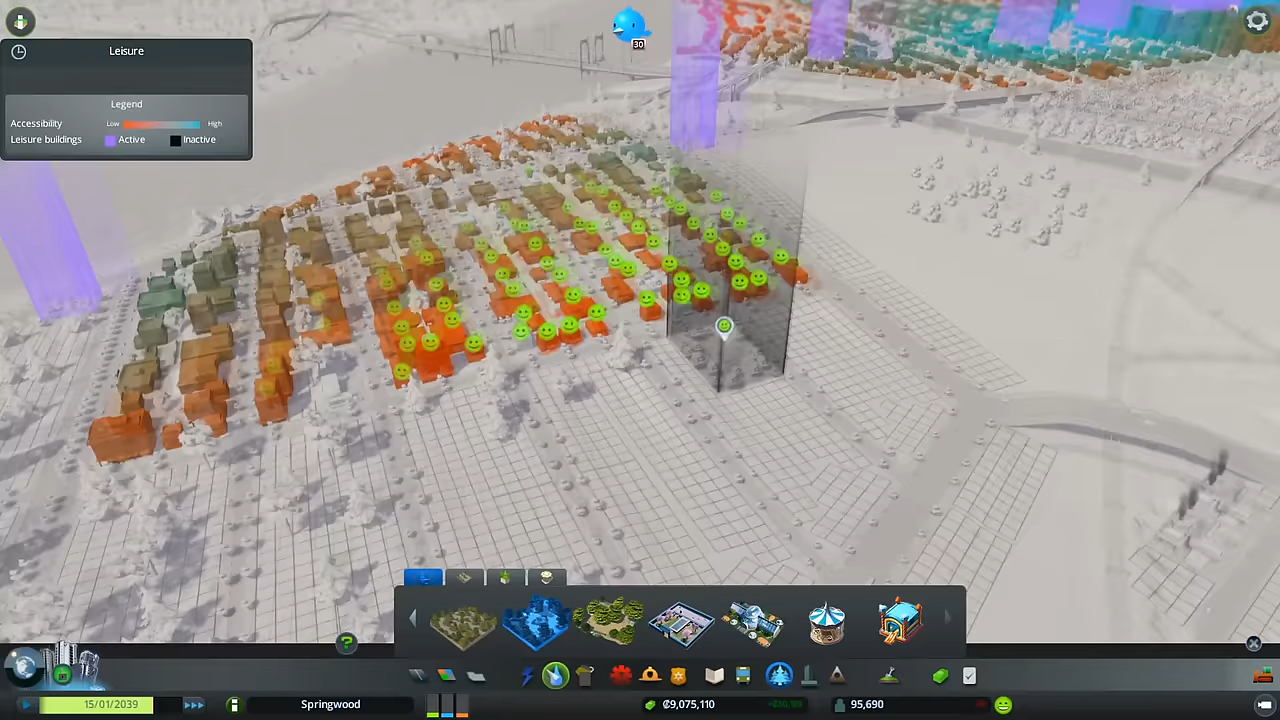 Leisure
Legend
Accessibility Low High
Leisure buildings Active Inactive
30
?
15/01/2039 Springwood ₡9,075,110 95,690